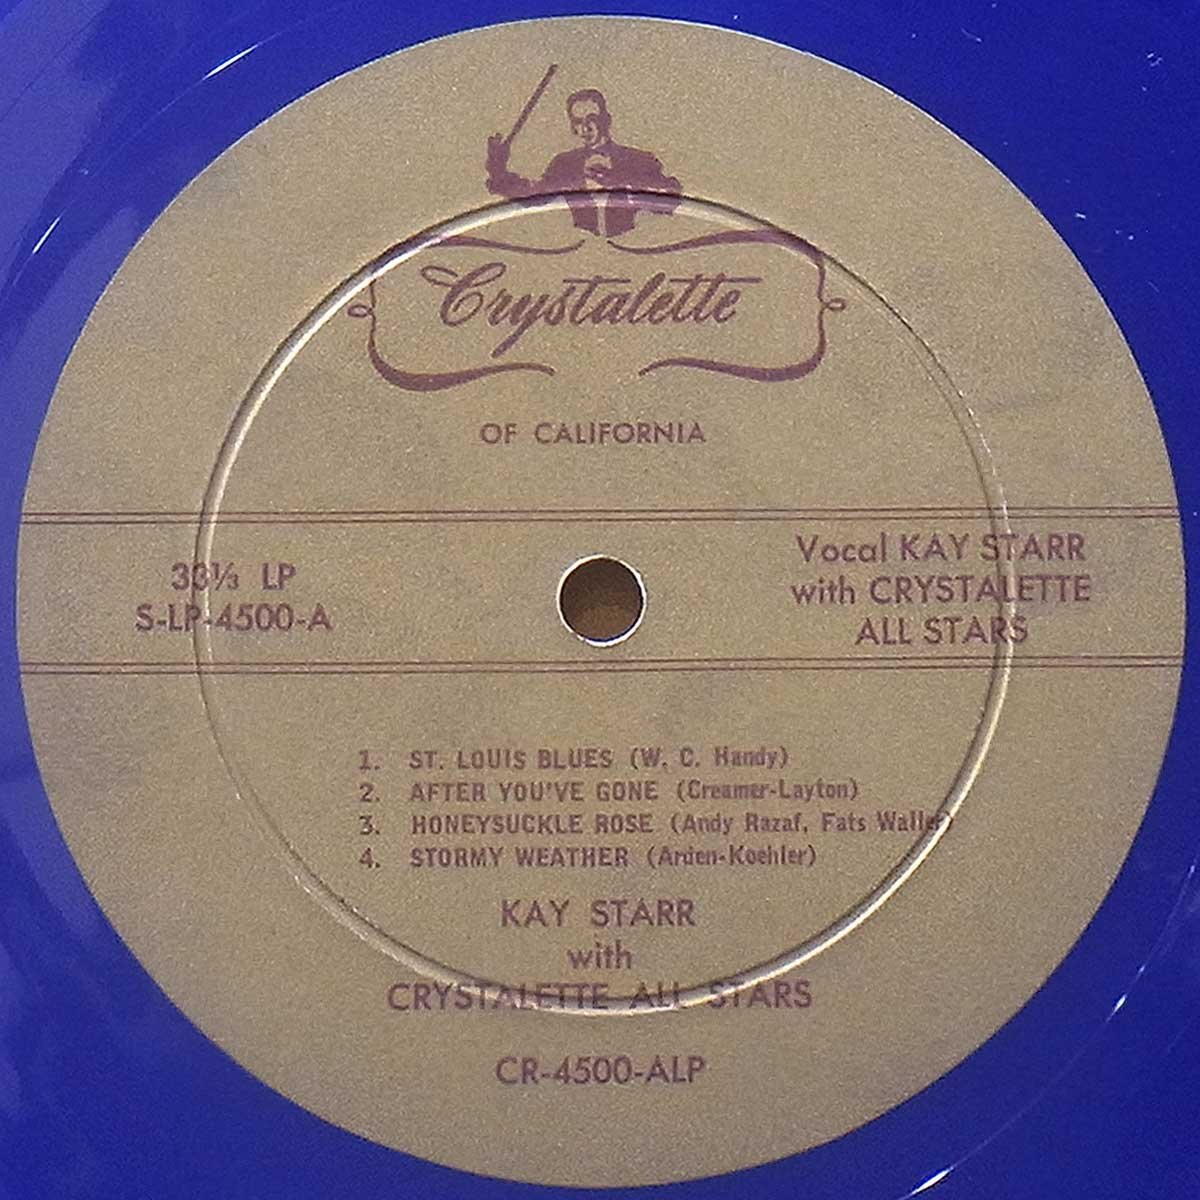 Crystalette
OF CALIFORNIA
33⅓ LP
S-LP-4500-A
Vocal KAY STARR
with CRYSTALETTE
ALL STARS
1. ST. LOUIS BLUES (W. C. Handy)
2. AFTER YOU'VE GONE (Creamer-Layton)
3. HONEYSUCKLE ROSE (Andy Razaf, Fats Waller)
4. STORMY WEATHER (Arden-Koehler)
KAY STARR
with
CRYSTALETTE ALL STARS
CR-4500-ALP